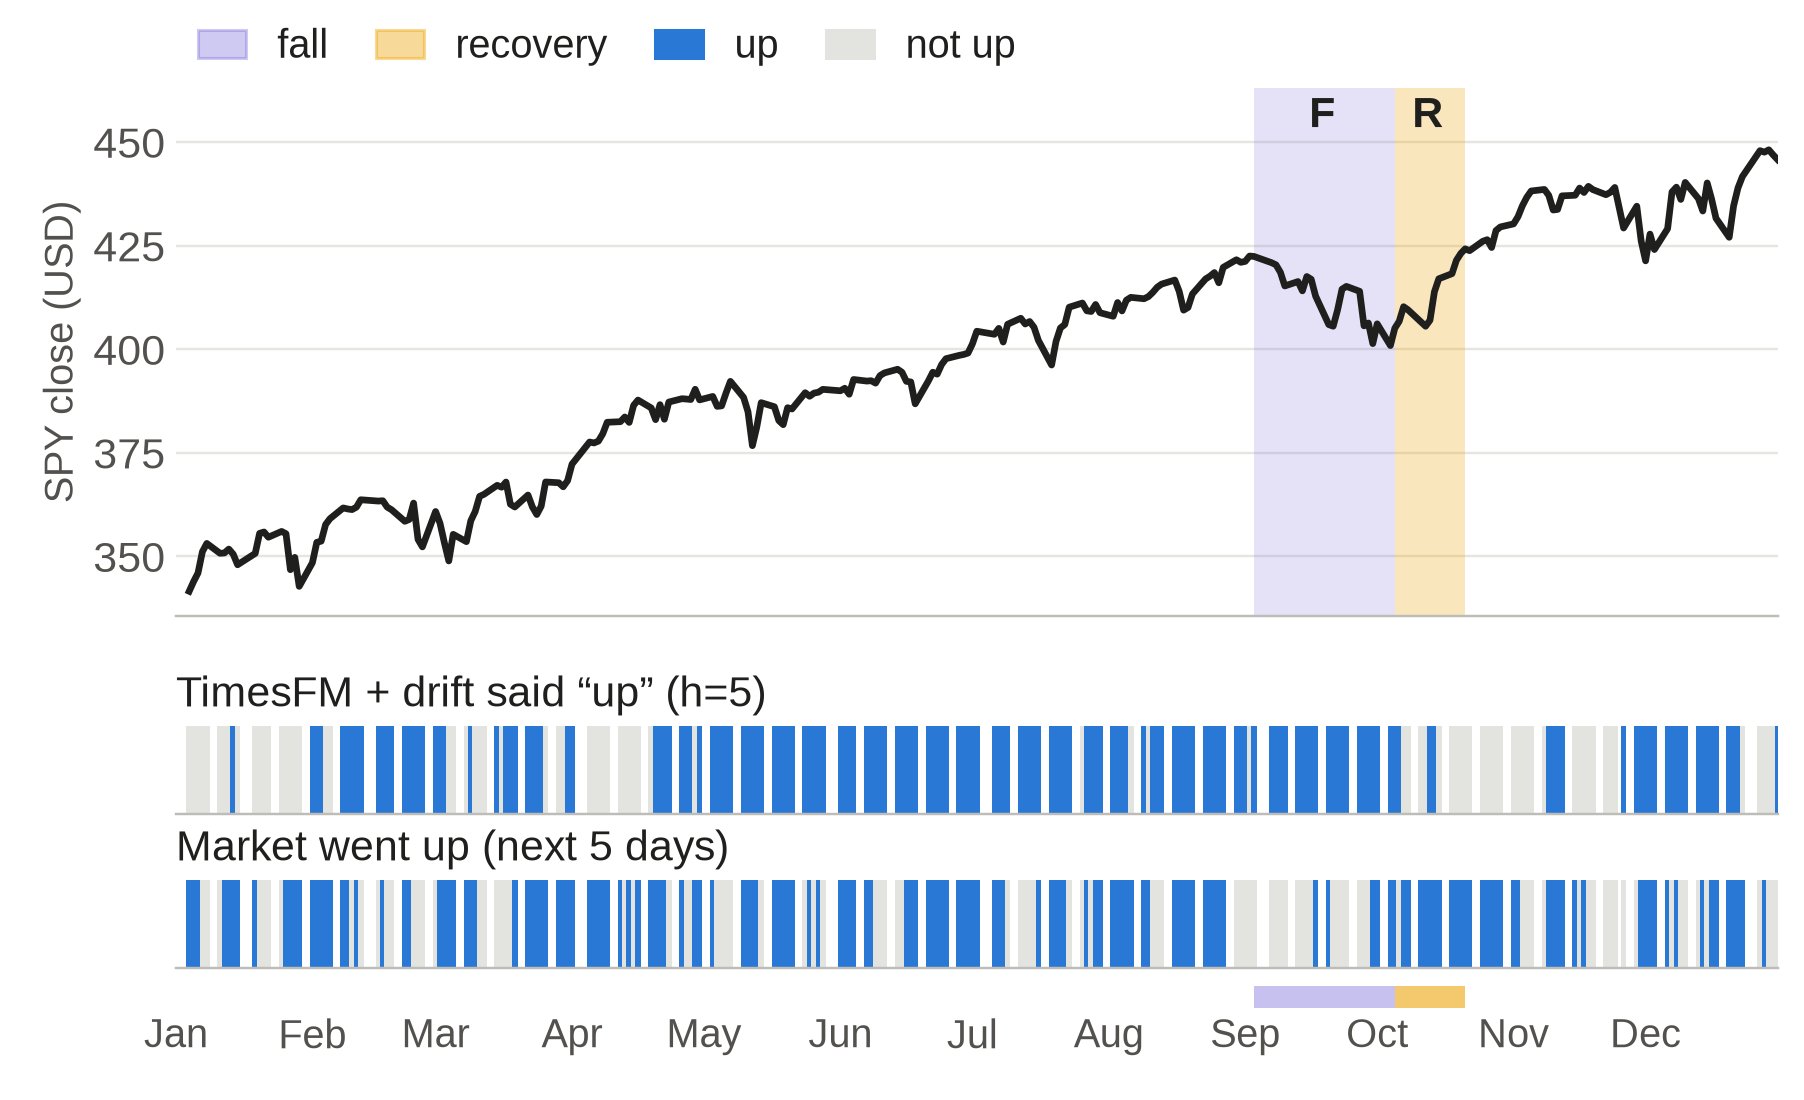 fall recovery up not up
F R
450
425
400
375
350
SPY close (USD)
TimesFM + drift said “up” (h=5)
Market went up (next 5 days)
Jan Feb Mar Apr May Jun Jul Aug Sep Oct Nov Dec